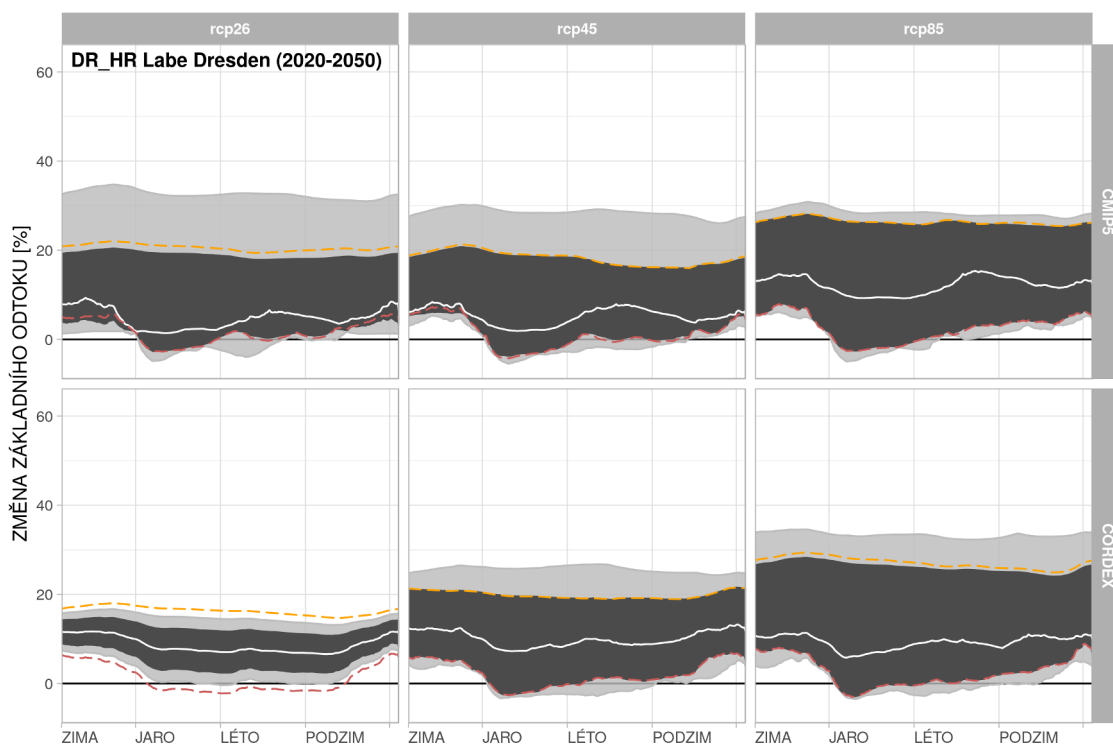 rcp26 rcp45 rcp85
DR_HR Labe Dresden (2020-2050)
60
40
20
0
CMIP5
60
40
20
0
CORDEX
ZMĚNA ZÁKLADNÍHO ODTOKU [%]
ZIMA JARO LÉTO PODZIM ZIMA JARO LÉTO PODZIM ZIMA JARO LÉTO PODZIM